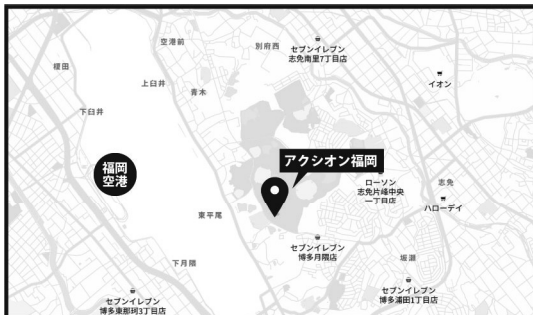 空港前
別府西
セブンイレブン
志免南里7丁目店
榎田
上臼井
青木
イオン
下臼井
アクシオン福岡
福岡
空港
ローソン
志免片峰中央
一丁目店
志免
ハローデイ
東平尾
セブンイレブン
博多月隈店
下月隈
坂瀬
セブンイレブン
博多東那珂3丁目店
セブンイレブン
博多浦田1丁目店